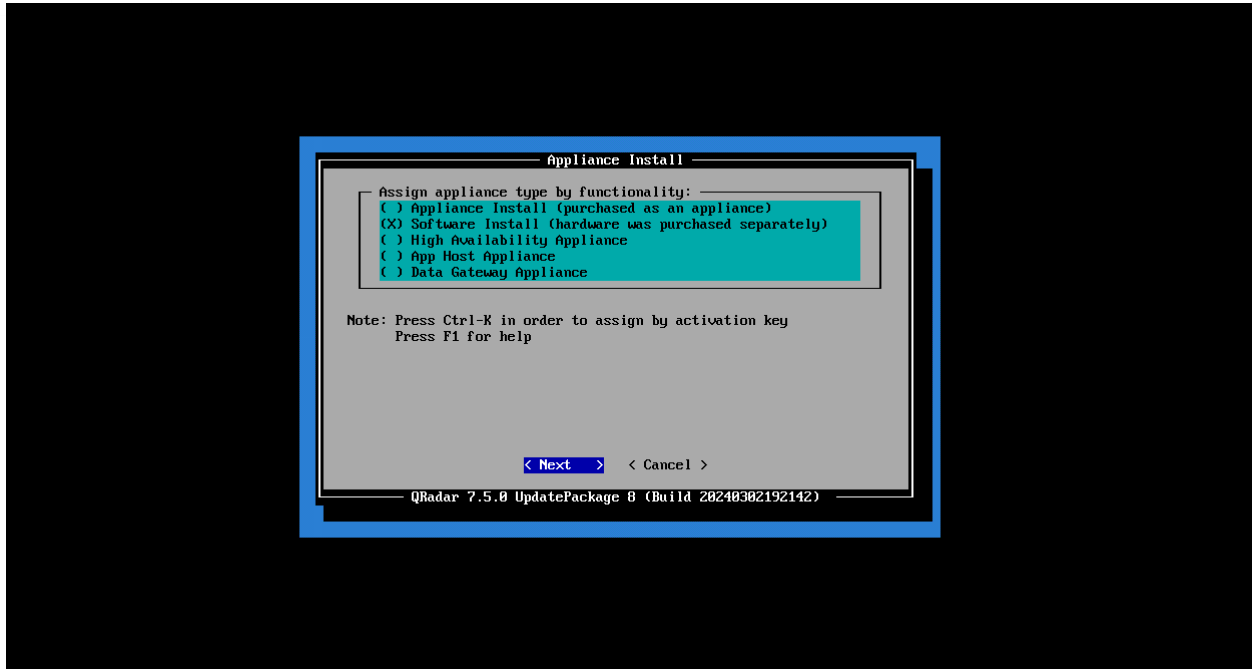 Appliance Install
Assign appliance type by functionality:
( ) Appliance Install (purchased as an appliance)
(X) Software Install (hardware was purchased separately)
( ) High Availability Appliance
( ) App Host Appliance
( ) Data Gateway Appliance
Note: Press Ctrl-K in order to assign by activation key
Press F1 for help
< Next > < Cancel >
QRadar 7.5.0 UpdatePackage 8 (Build 20240302192142)